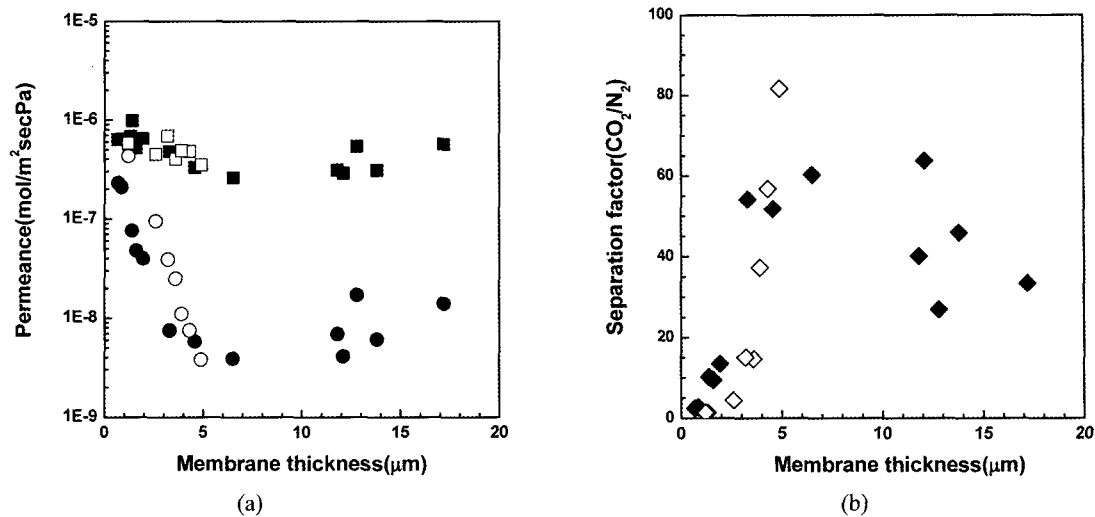 1E-5
1E-6
1E-7
1E-8
1E-9
Permeance(mol/m²secPa)
0
5
10
15
20
Membrane thickness(μm)
(a)
100
80
60
40
20
0
Separation factor(CO₂/N₂)
0
5
10
15
20
Membrane thickness(μm)
(b)